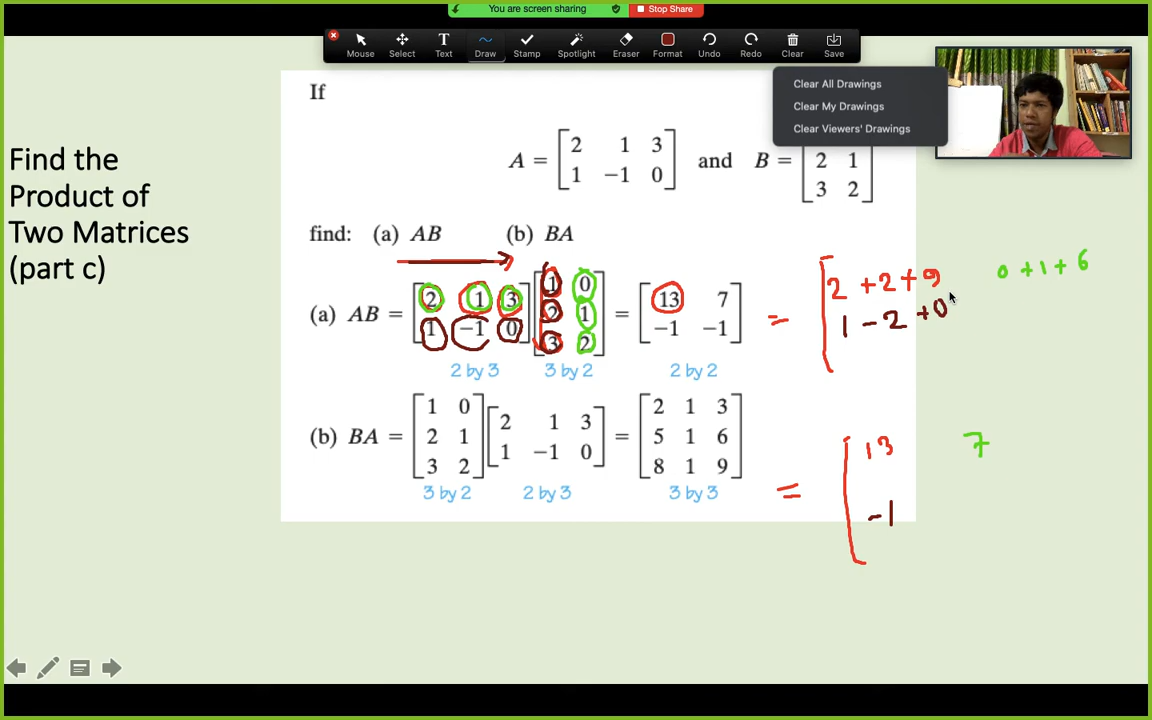 You are screen sharing Stop Share
Mouse Select Text Draw Stamp Spotlight Eraser Format Undo Redo Clear Save
Clear All Drawings
Clear My Drawings
Clear Viewers' Drawings
Find the
Product of
Two Matrices
(part c)
If
A = [2 1 3
1 −1 0] and B = [
2 1
3 2]
find: (a) AB (b) BA
(a) AB = [2 1 3
1 −1 0] [1 0
2 1
3 2] = [13 7
−1 −1]
2 by 3 3 by 2 2 by 2
= [2 +2 +9 0 +1 +6
1 -2 +0
(b) BA = [1 0
2 1
3 2] [2 1 3
1 −1 0] = [2 1 3
5 1 6
8 1 9]
3 by 2 2 by 3 3 by 3
= [13 7
-1